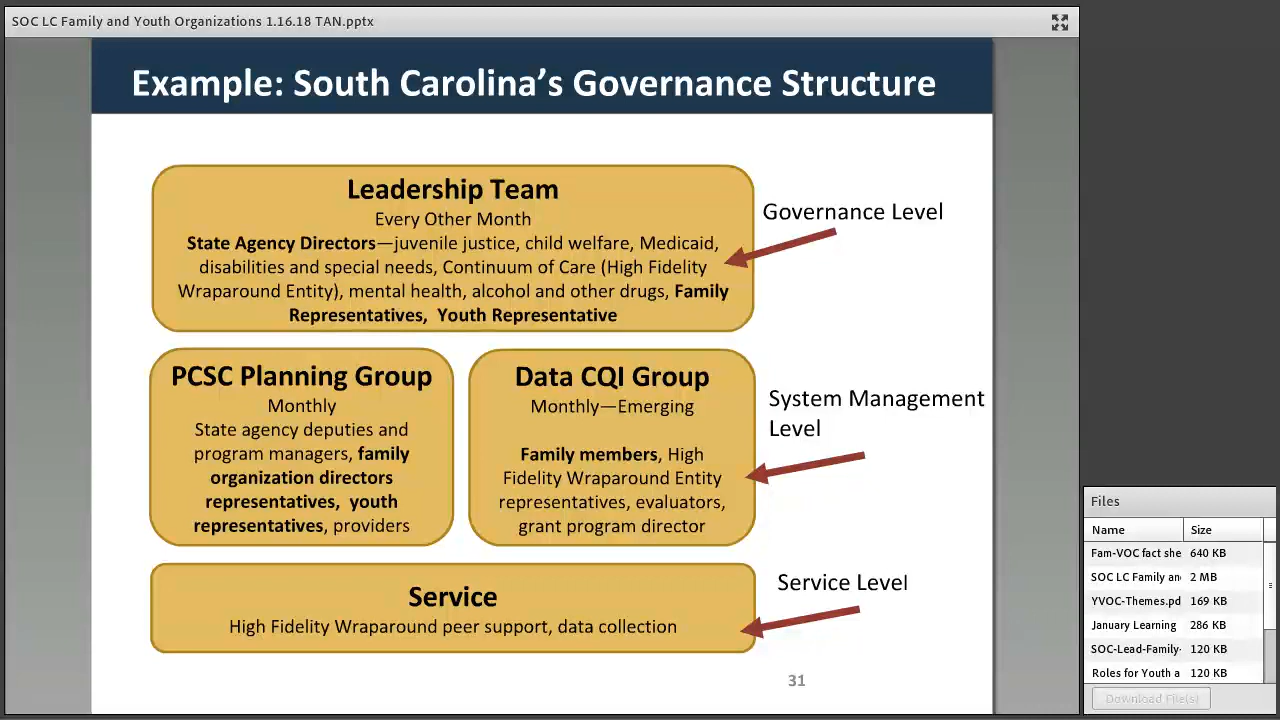 SOC LC Family and Youth Organizations 1.16.18 TAN.pptx
Example: South Carolina's Governance Structure
Leadership Team
Every Other Month
State Agency Directors—juvenile justice, child welfare, Medicaid,
disabilities and special needs, Continuum of Care (High Fidelity
Wraparound Entity), mental health, alcohol and other drugs, Family
Representatives,  Youth Representative
Governance Level
PCSC Planning Group
Monthly
State agency deputies and
program managers, family
organization directors
representatives,  youth
representatives, providers
Data CQI Group
Monthly—Emerging
Family members, High
Fidelity Wraparound Entity
representatives, evaluators,
grant program director
System Management
Level
Service
High Fidelity Wraparound peer support, data collection
Service Level
31
Files
Name Size
Fam-VOC fact she 640 KB
SOC LC Family an 2 MB
YVOC-Themes.pd 169 KB
January Learning 286 KB
SOC-Lead-Family- 120 KB
Roles for Youth a 120 KB
Download File(s)